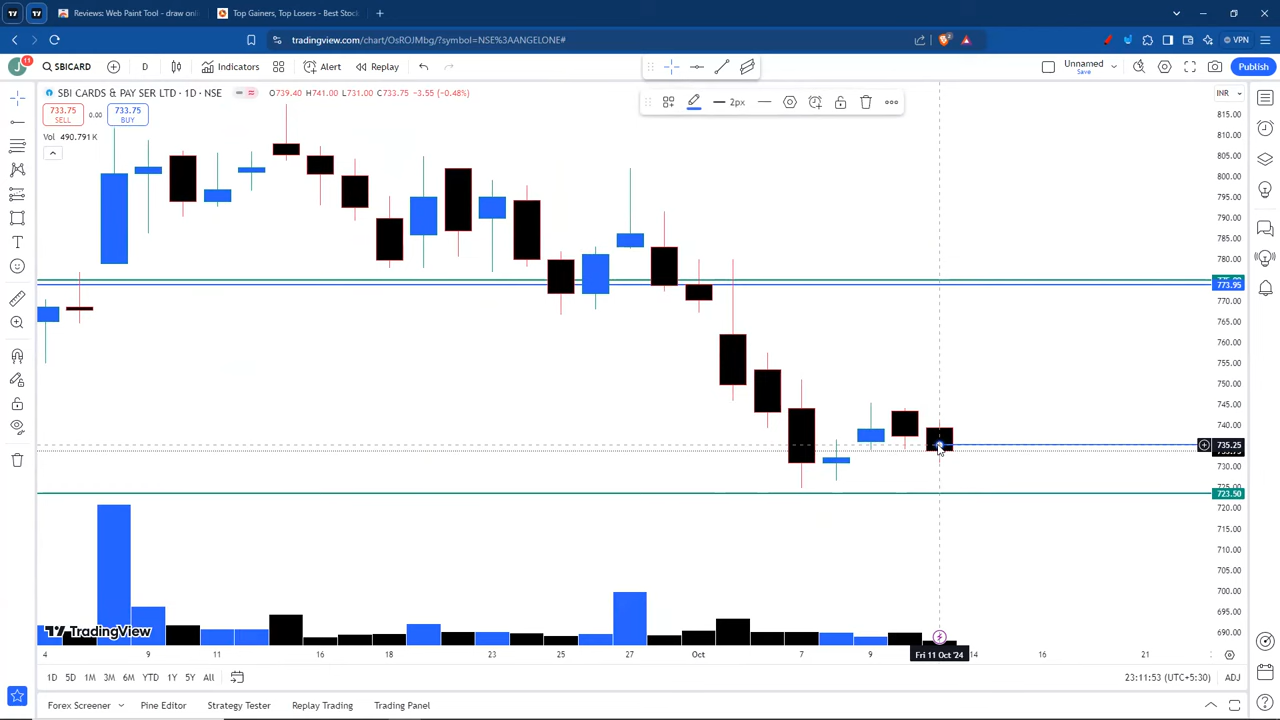 Reviews: Web Paint Tool - draw onli
Top Gainers, Top Losers - Best Stock
tradingview.com/chart/OsROJMbg/?symbol=NSE%3AANGELONE#
VPN
J
11
SBICARD
D
Indicators
Alert
Replay
Unnamed
Save
Publish
SBI CARDS & PAY SER LTD · 1D · NSE
O739.40 H741.00 L731.00 C733.75 −3.55 (−0.48%)
733.75
SELL
0.00
733.75
BUY
Vol 490.791 K
2px
INR
815.00
810.00
805.00
800.00
795.00
790.00
785.00
780.00
773.95
770.00
765.00
760.00
755.00
750.00
745.00
740.00
735.25
730.00
723.50
720.00
715.00
710.00
705.00
700.00
695.00
690.00
TradingView
4
9
11
16
18
23
25
27
Oct
7
9
Fri 11 Oct '24
14
16
21
1D
5D
1M
3M
6M
YTD
1Y
5Y
All
23:11:53 (UTC+5:30)
ADJ
Forex Screener
Pine Editor
Strategy Tester
Replay Trading
Trading Panel